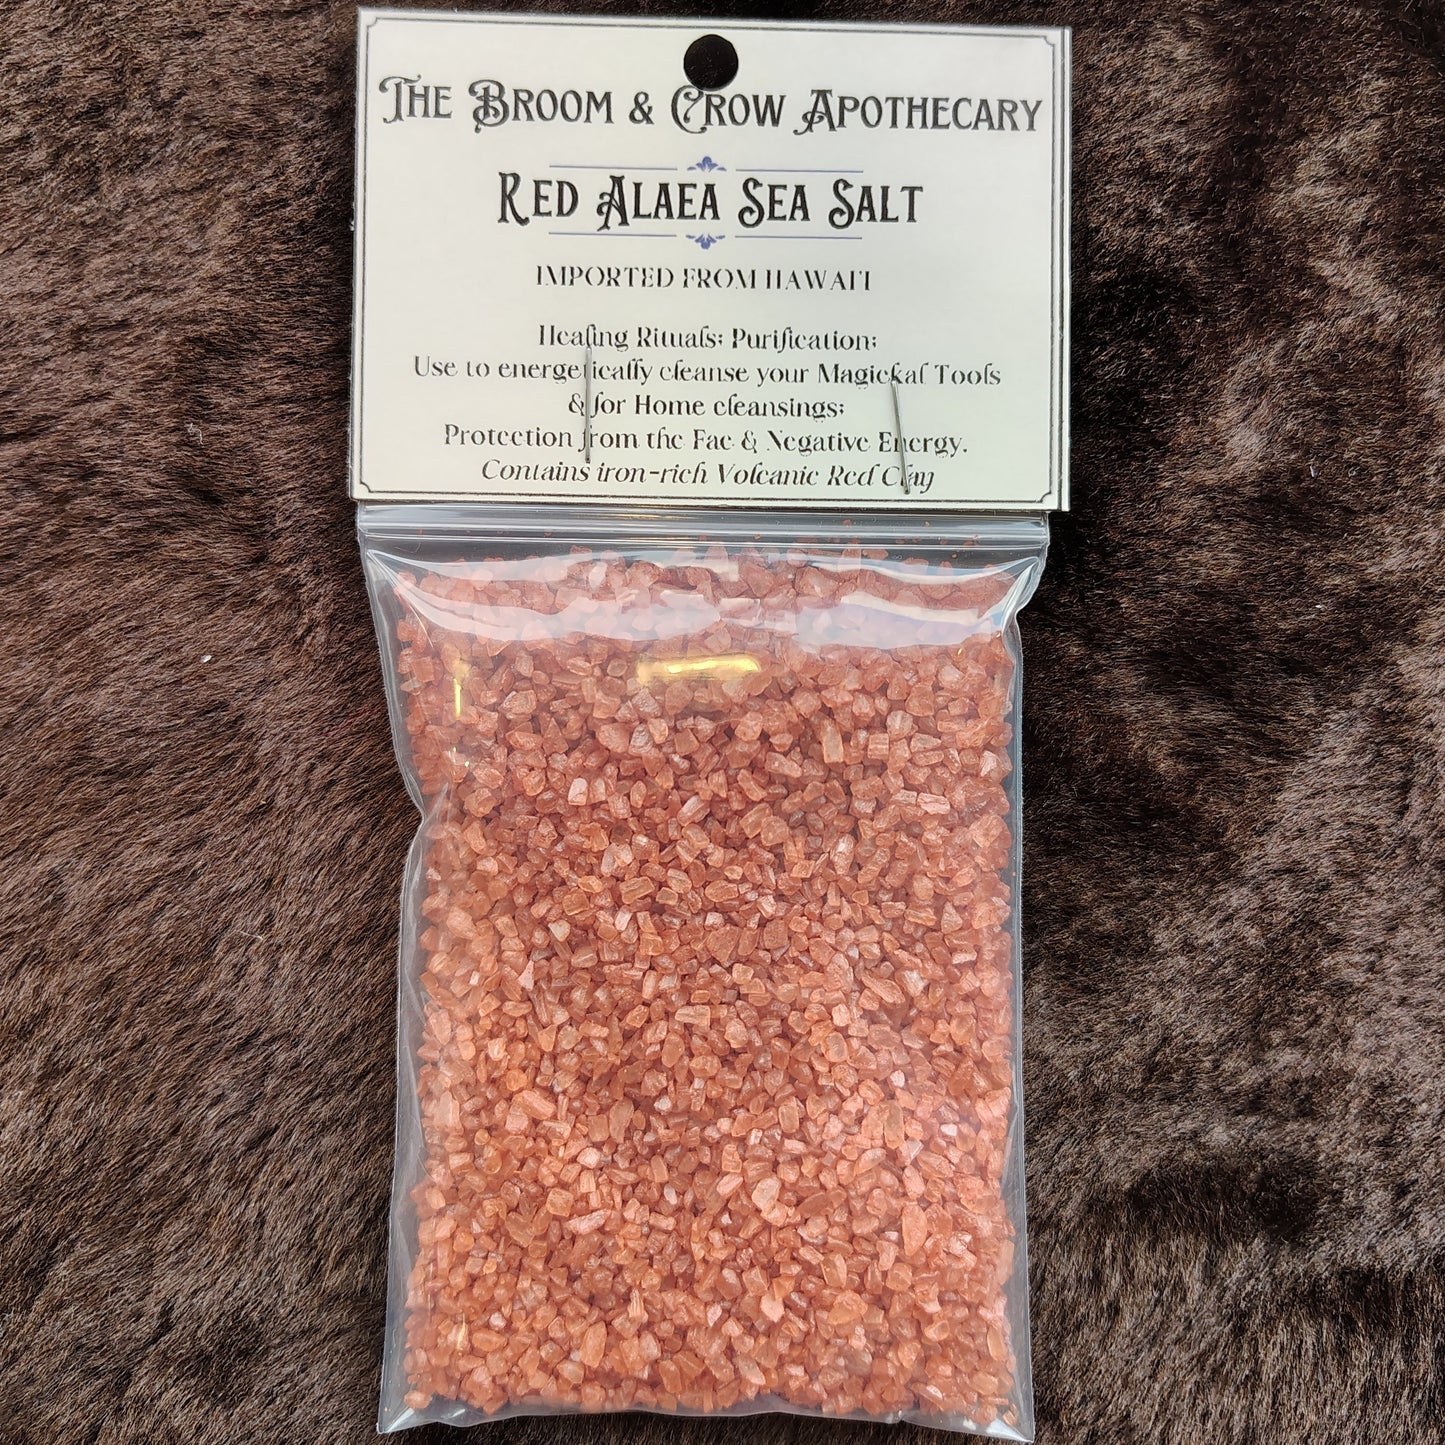 The Broom & Crow Apothecary
Red Alaea Sea Salt
IMPORTED FROM HAWAI'I
Healing Rituals; Purification;
Use to energetically cleanse your Magickal Tools
& for Home cleansings;
Protection from the Fae & Negative Energy.
Contains iron-rich Volcanic Red Clay